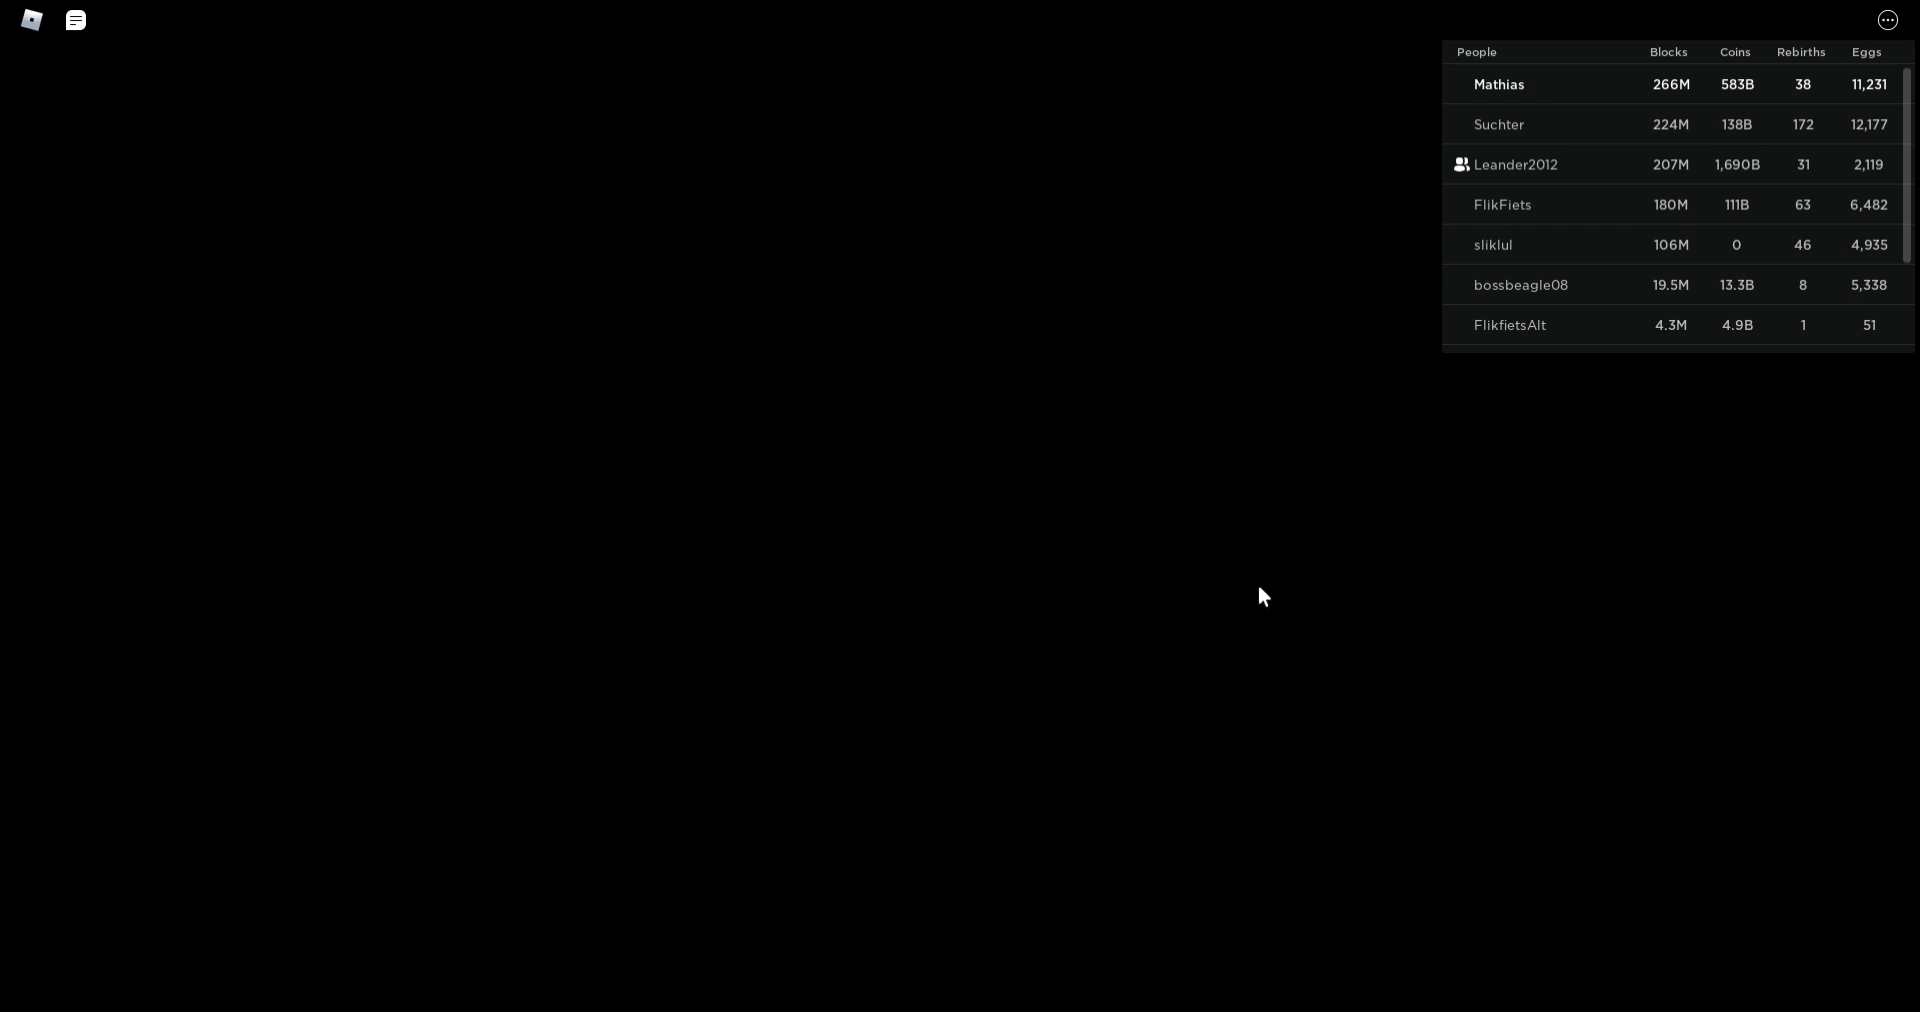 People Blocks Coins Rebirths Eggs
Mathias 266M 583B 38 11,231
Suchter 224M 138B 172 12,177
Leander2012 207M 1,690B 31 2,119
FlikFiets 180M 111B 63 6,482
sliklul 106M 0 46 4,935
bossbeagle08 19.5M 13.3B 8 5,338
FlikfietsAlt 4.3M 4.9B 1 51